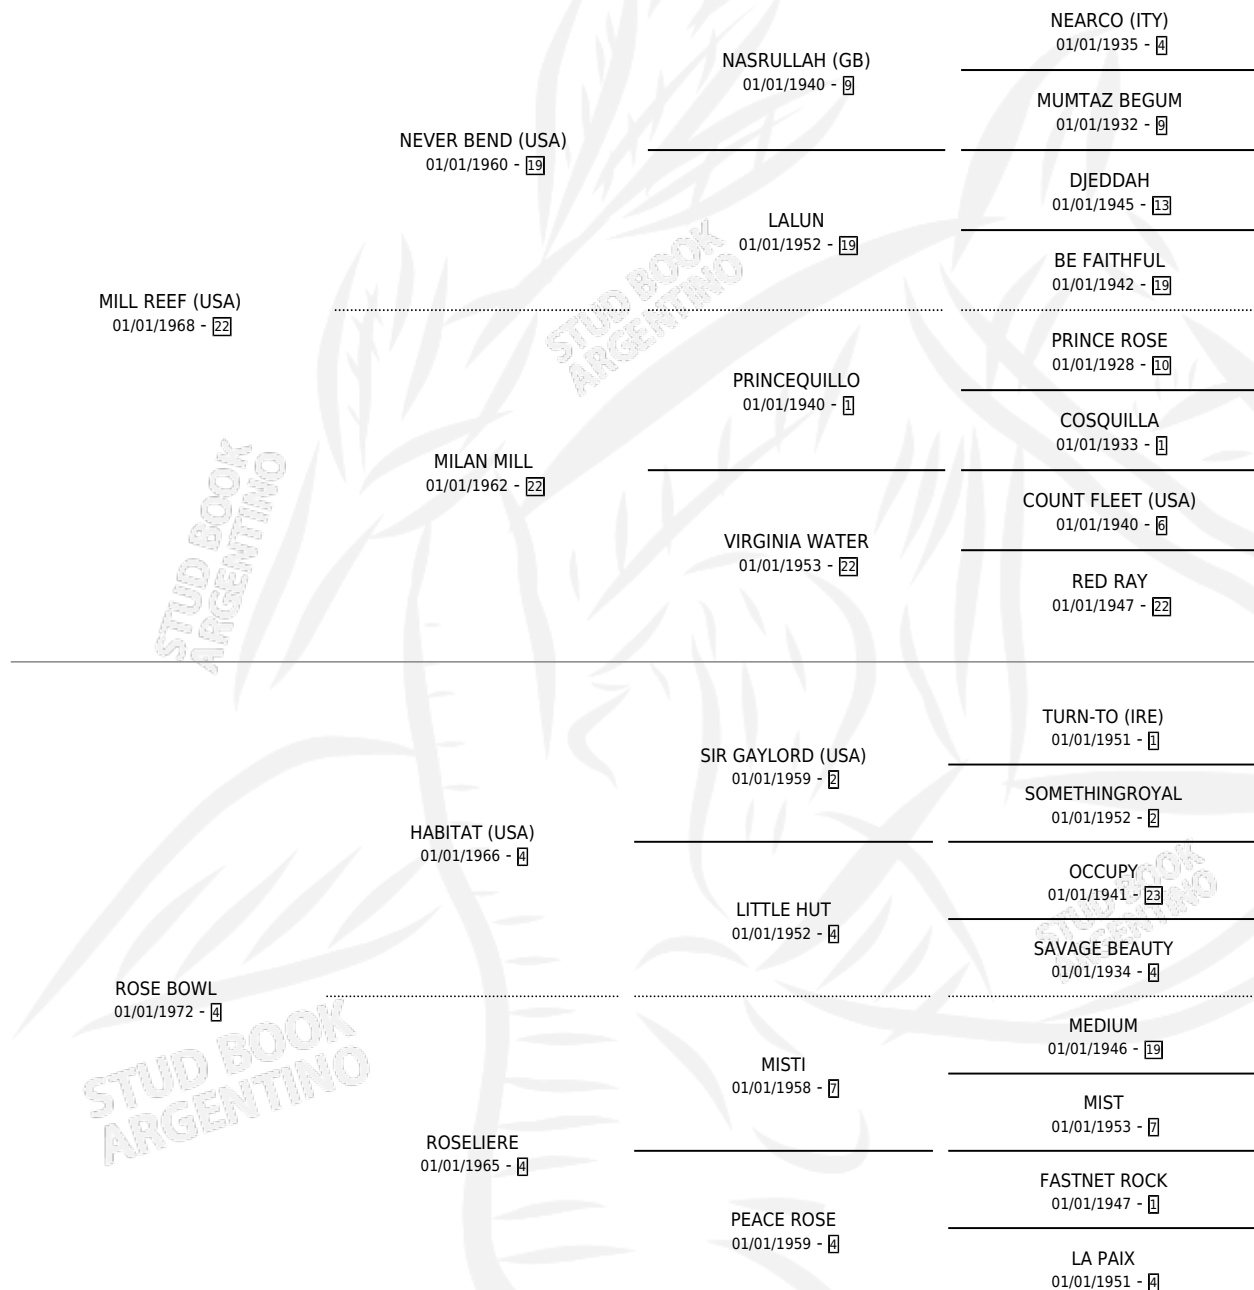 NEARCO (ITY)
01/01/1935 - 4
NASRULLAH (GB)
01/01/1940 - 9
MUMTAZ BEGUM
01/01/1932 - 9
NEVER BEND (USA)
01/01/1960 - 19
DJEDDAH
01/01/1945 - 13
LALUN
01/01/1952 - 19
BE FAITHFUL
01/01/1942 - 19
MILL REEF (USA)
01/01/1968 - 22
PRINCE ROSE
01/01/1928 - 10
PRINCEQUILLO
01/01/1940 - 1
COSQUILLA
01/01/1933 - 1
MILAN MILL
01/01/1962 - 22
COUNT FLEET (USA)
01/01/1940 - 6
VIRGINIA WATER
01/01/1953 - 22
RED RAY
01/01/1947 - 22
TURN-TO (IRE)
01/01/1951 - 1
SIR GAYLORD (USA)
01/01/1959 - 2
SOMETHINGROYAL
01/01/1952 - 2
HABITAT (USA)
01/01/1966 - 4
OCCUPY
01/01/1941 - 23
LITTLE HUT
01/01/1952 - 4
SAVAGE BEAUTY
01/01/1934 - 4
ROSE BOWL
01/01/1972 - 4
MEDIUM
01/01/1946 - 19
MISTI
01/01/1958 - 7
MIST
01/01/1953 - 7
ROSELIERE
01/01/1965 - 4
FASTNET ROCK
01/01/1947 - 1
PEACE ROSE
01/01/1959 - 4
LA PAIX
01/01/1951 - 4
STUD BOOK
ARGENTINO
STUD BOOK
ARGENTINO
STUD BOOK
ARGENTINO
STUD BOOK
ARGENTINO